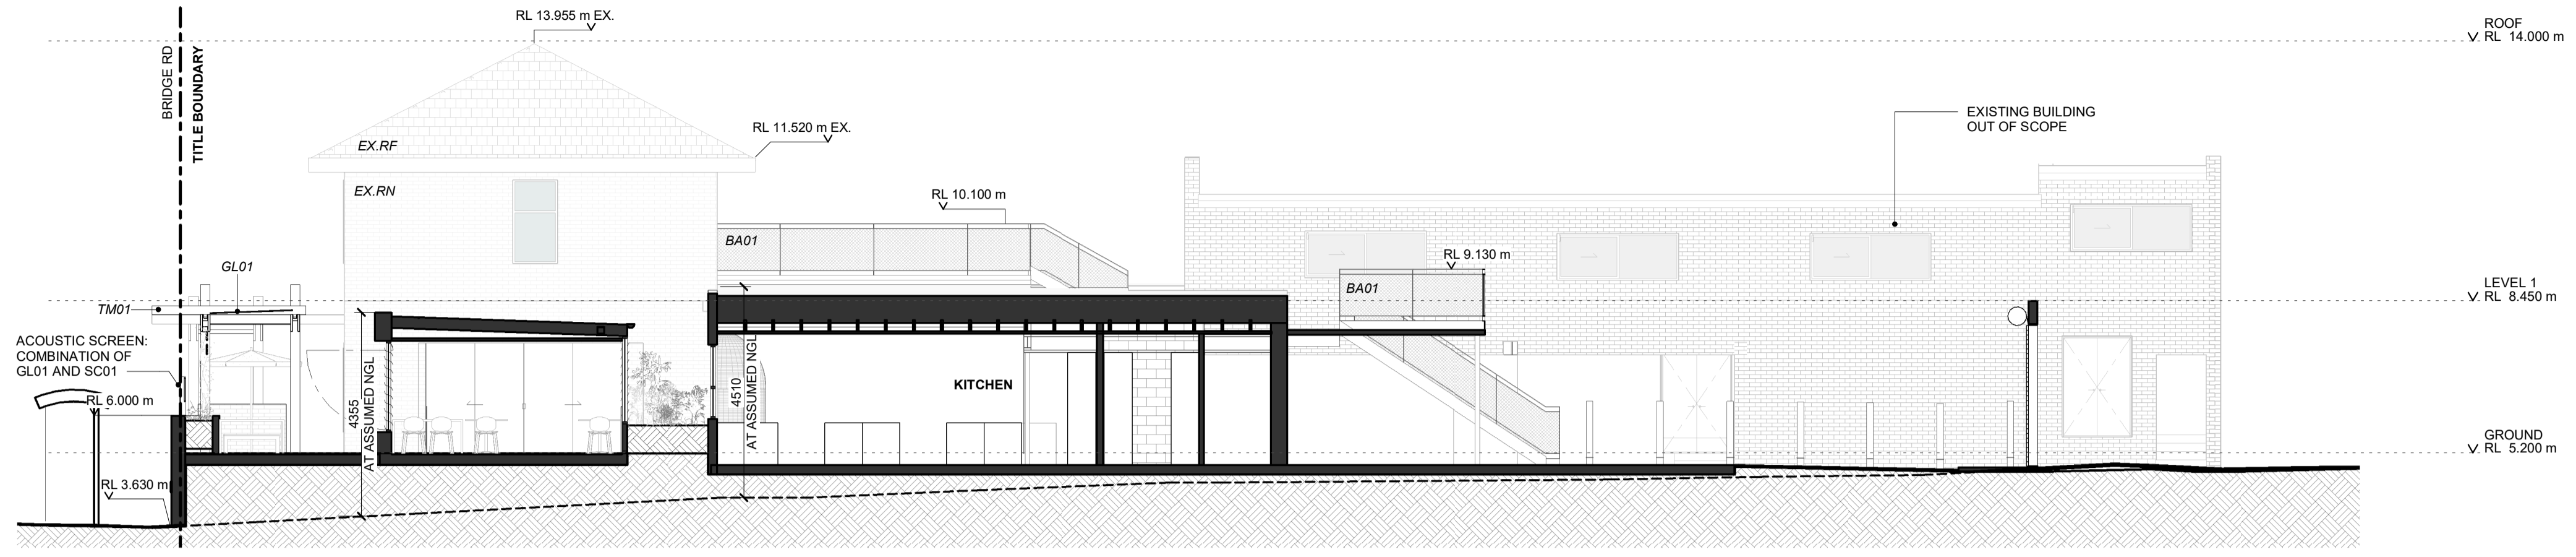 RL 13.955 m EX.
ROOF
RL 14.000 m
BRIDGE RD
TITLE BOUNDARY
EXISTING BUILDING
OUT OF SCOPE
RL 11.520 m EX.
EX.RF
EX.RN
RL 10.100 m
BA01
RL 9.130 m
GL01
BA01
LEVEL 1
RL 8.450 m
TM01
ACOUSTIC SCREEN:
COMBINATION OF
GL01 AND SC01
RL 6.000 m
4355
AT ASSUMED NGL
4510
AT ASSUMED NGL
KITCHEN
GROUND
RL 5.200 m
RL 3.630 m